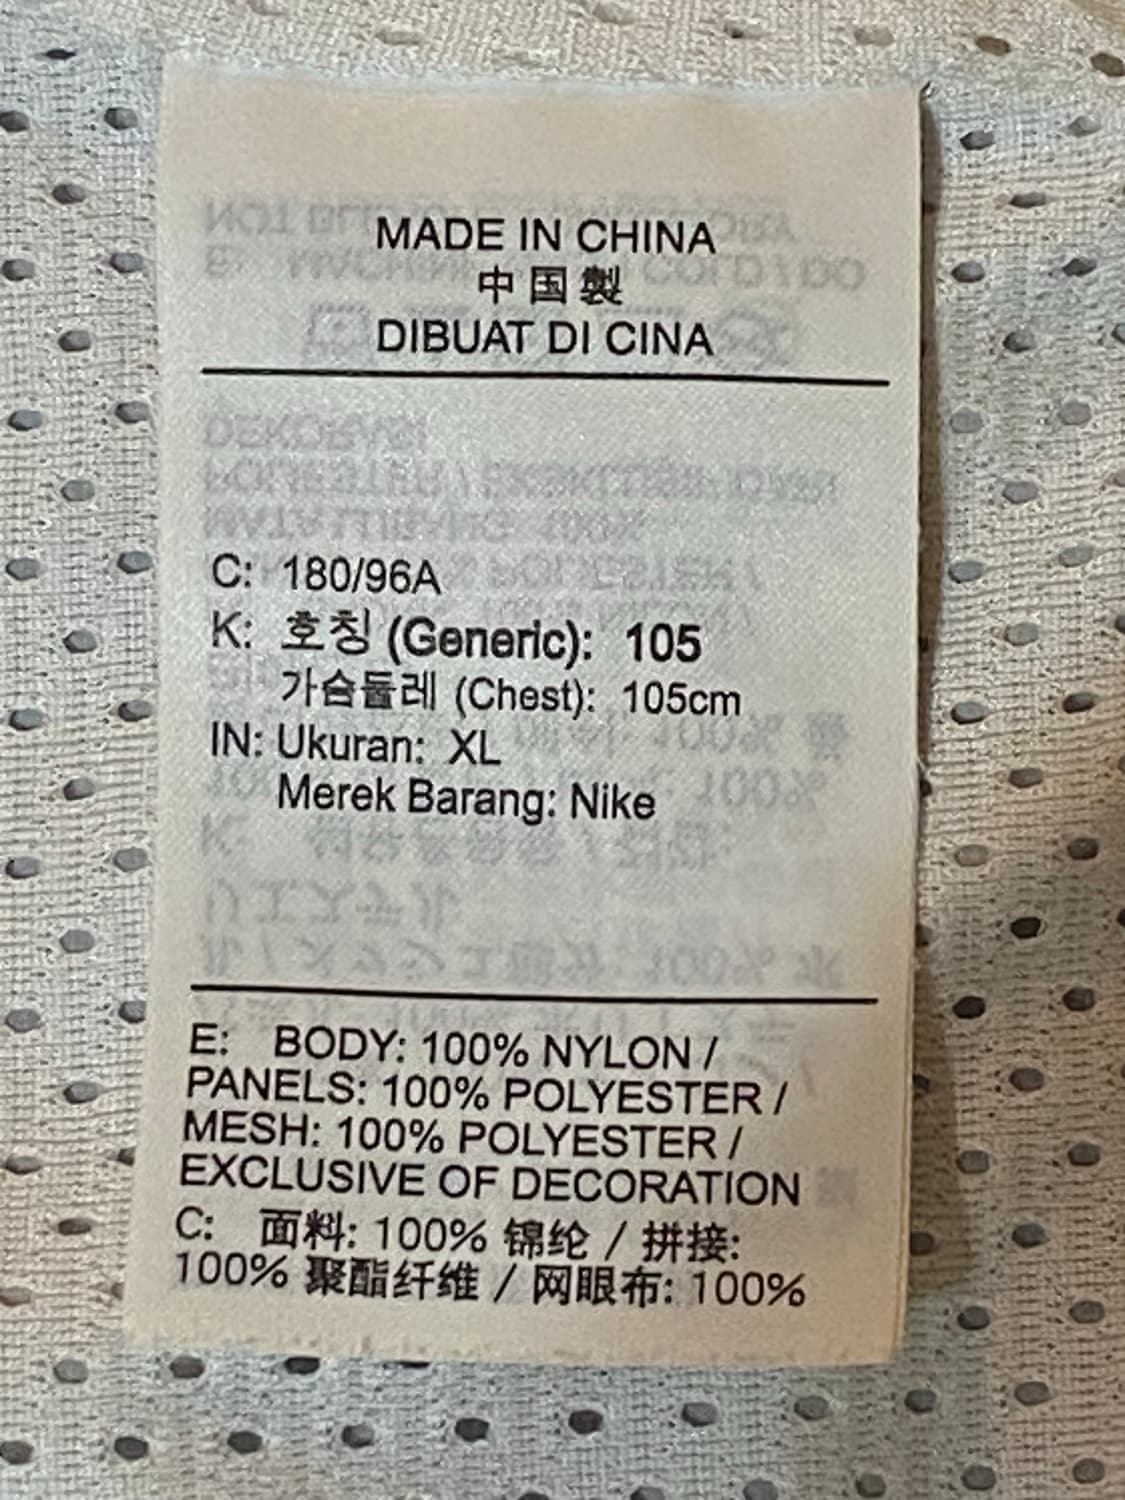 MADE IN CHINA
中国製
DIBUAT DI CINA
C: 180/96A
K: 호칭 (Generic): 105
가슴둘레 (Chest): 105cm
IN: Ukuran: XL
Merek Barang: Nike
E: BODY: 100% NYLON /
PANELS: 100% POLYESTER /
MESH: 100% POLYESTER /
EXCLUSIVE OF DECORATION
C: 面料: 100% 锦纶 / 拼接:
100% 聚酯纤维 / 网眼布: 100%